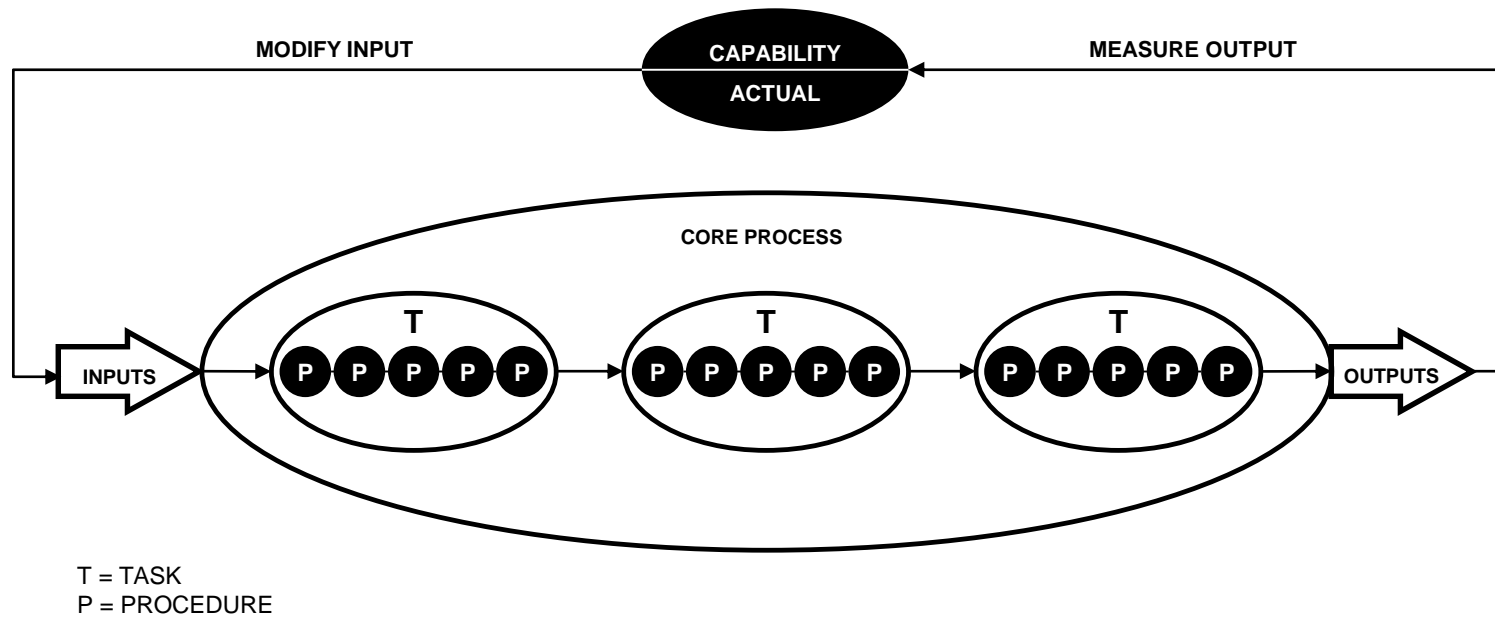 MODIFY INPUT
CAPABILITY
ACTUAL
MEASURE OUTPUT
CORE PROCESS
T
T
T
INPUTS
P P P P P
P P P P P
P P P P P
OUTPUTS
T = TASK
P = PROCEDURE